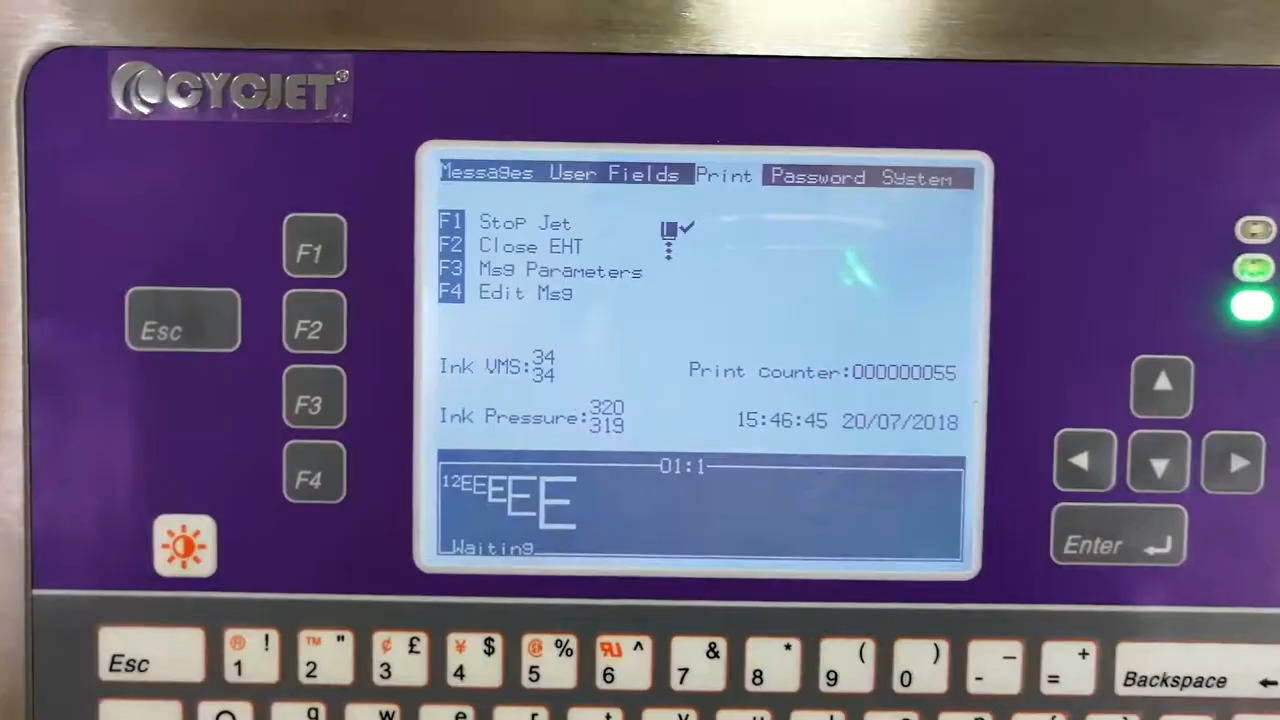 CYCJET®
Messages User Fields Print Password System
F1 Stop Jet
F2 Close EHT
F3 Msg Parameters
F4 Edit Msg
Ink VMS:34
34
Print counter:000000055
Ink Pressure:320
319
15:46:45 20/07/2018
01:1
12EEEEE
Waiting
F1
F2
F3
F4
Esc
Enter
Esc
® ! 1
™ " 2
¢ £ 3
¥ $ 4
@ % 5
^ 6
& 7
* 8
( 9
) 0
_ -
+ =
Backspace
q w e r t y